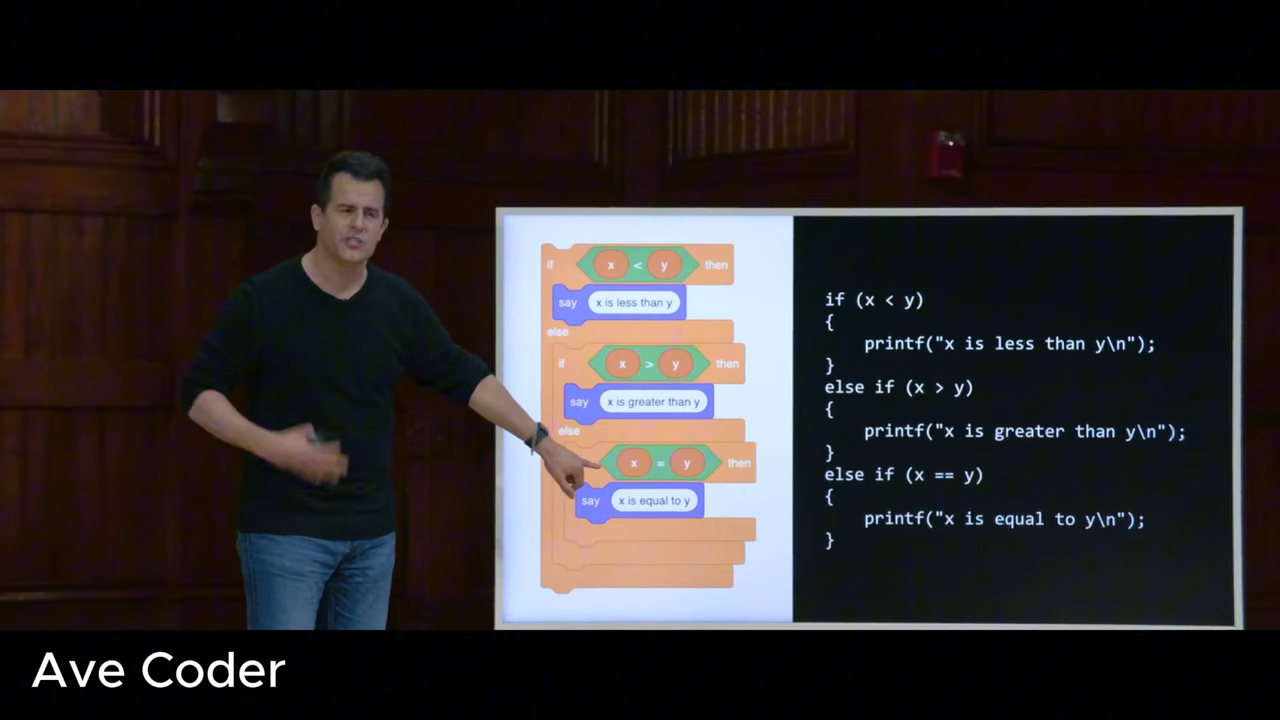 if x < y then
say x is less than y
else
if x > y then
say x is greater than y
else
x = y then
say x is equal to y
if (x < y)
{
    printf("x is less than y\n");
}
else if (x > y)
{
    printf("x is greater than y\n");
}
else if (x == y)
{
    printf("x is equal to y\n");
}
Ave Coder